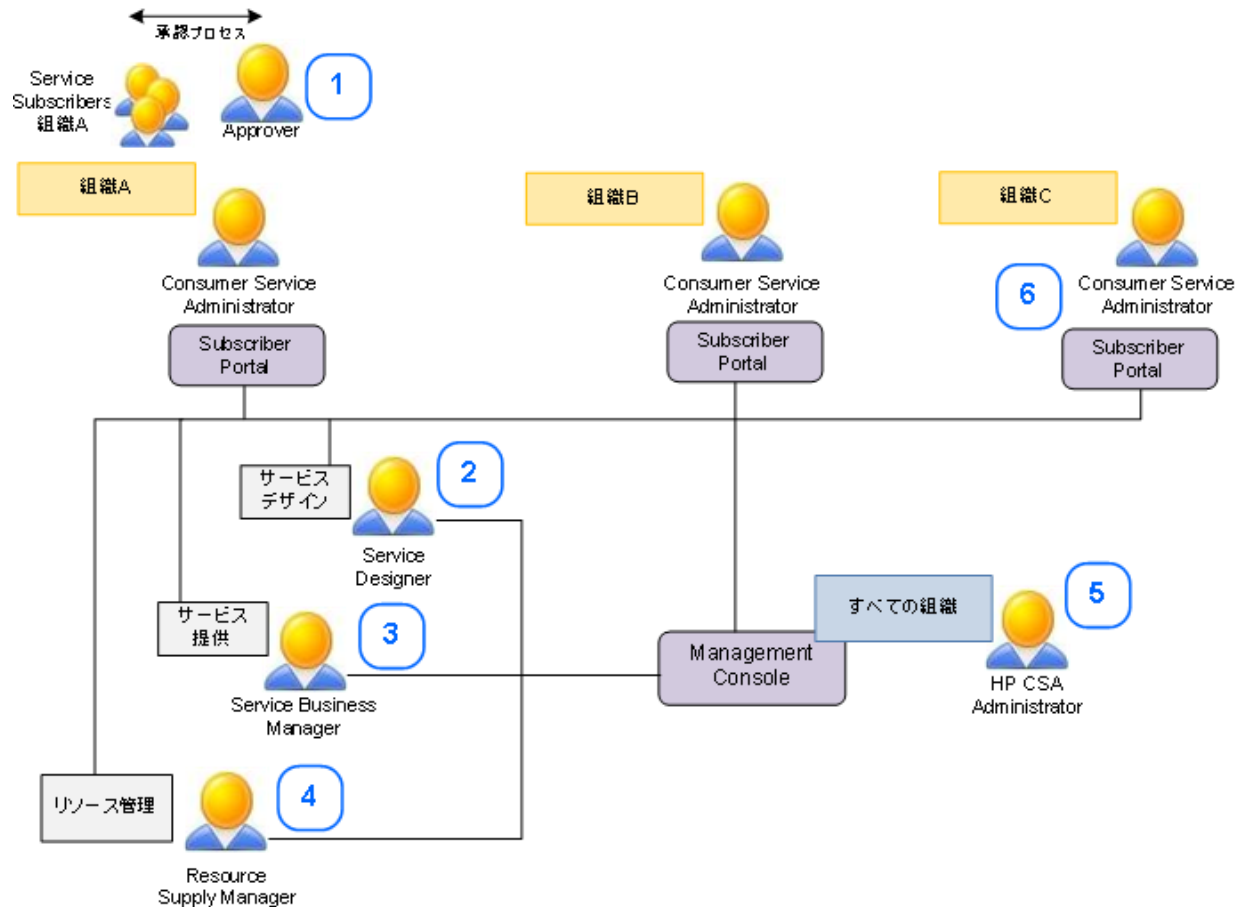 承認プロセス
Service
Subscribers
組織A
Approver
1
組織A
組織B
組織C
Consumer Service
Administrator
Consumer Service
Administrator
6
Consumer Service
Administrator
Subscriber
Portal
Subscriber
Portal
Subscriber
Portal
サービス
デザイン
2
Service
Designer
サービス
提供
3
Service Business
Manager
Management
Console
すべての組織
5
HP CSA
Administrator
リソース管理
4
Resource
Supply Manager